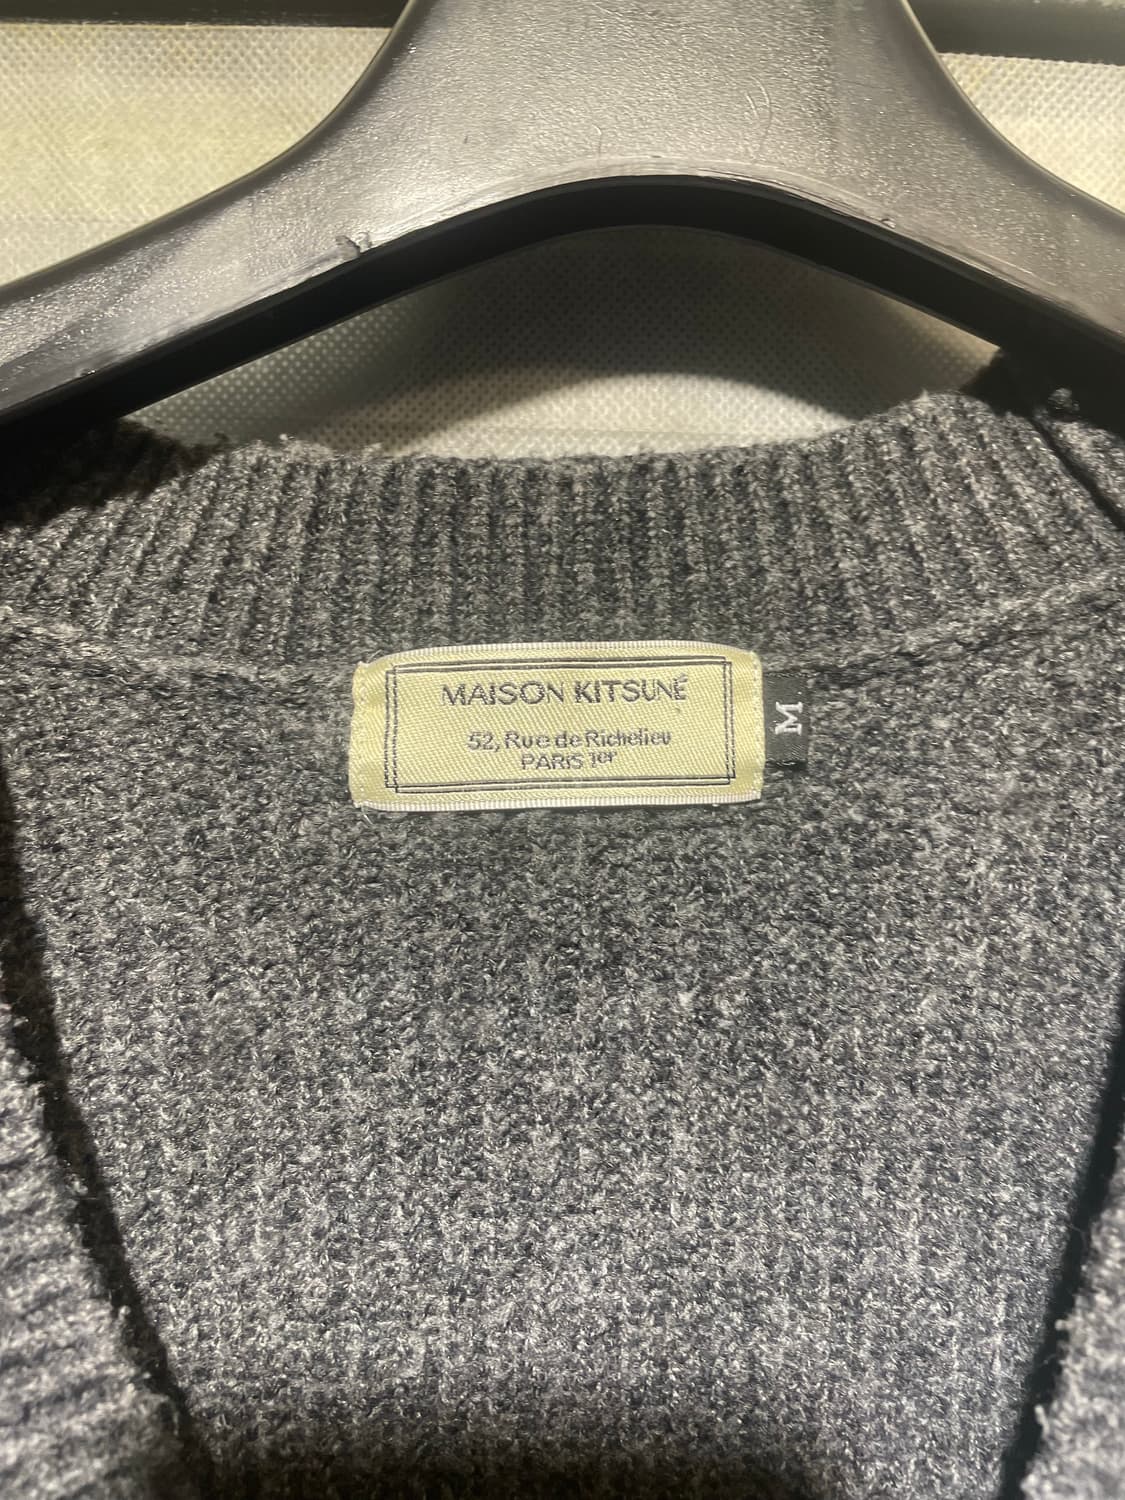 MAISON KITSUNÉ
52, Rue de Richelieu
PARIS 1er
M